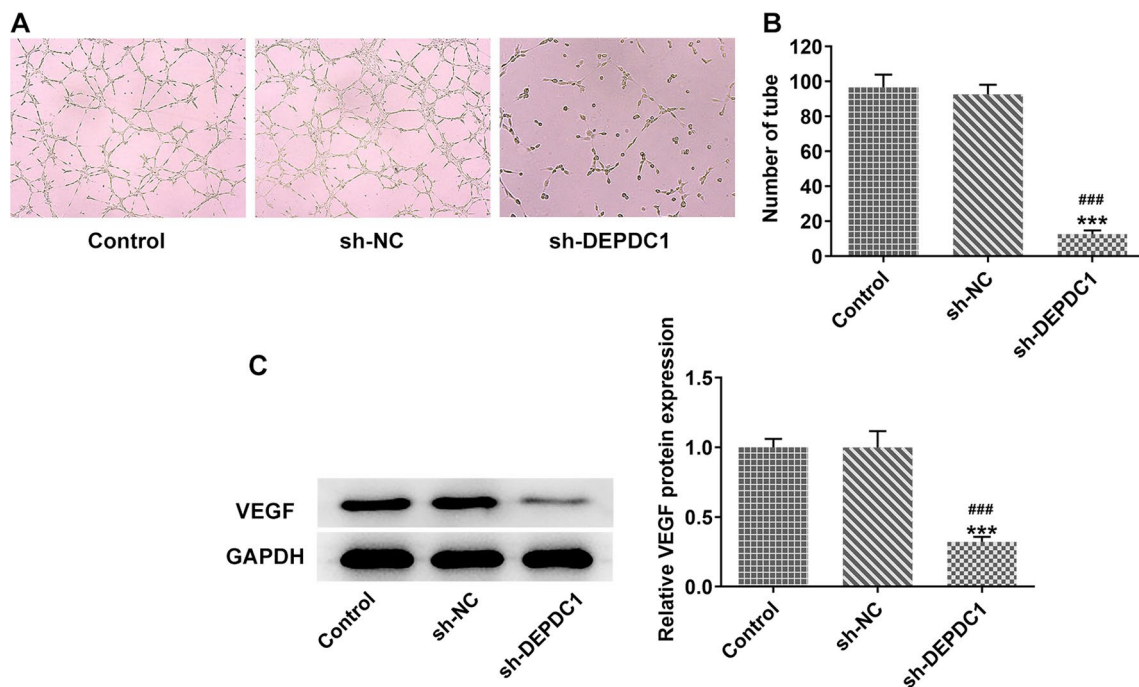 A
Control
sh-NC
sh-DEPDC1
B
Number of tube
120
100
80
60
40
20
0
###
***
Control
sh-NC
sh-DEPDC1
C
VEGF
GAPDH
Control
sh-NC
sh-DEPDC1
Relative VEGF protein expression
1.5
1.0
0.5
0.0
###
***
Control
sh-NC
sh-DEPDC1